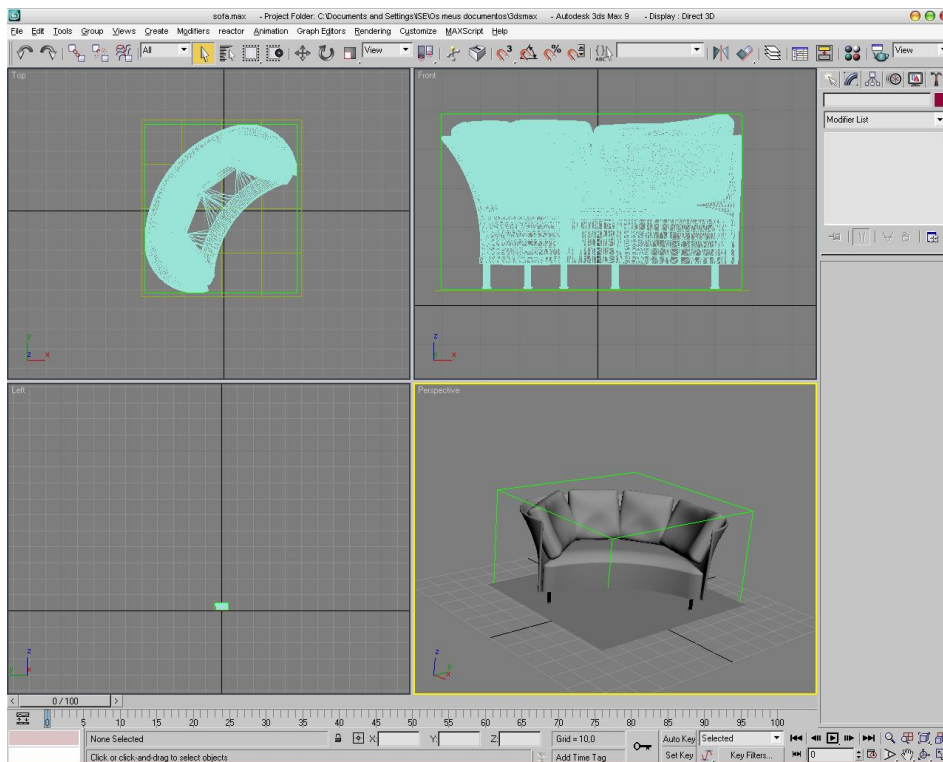 sofa.max - Project Folder: C:\Documents and Settings\ISE\Os meus documentos\3dsmax - Autodesk 3ds Max 9 - Display : Direct 3D
File Edit Tools Group Views Create Modifiers reactor Animation Graph Editors Rendering Customize MAXScript Help
All View 3 View
Top Front
Modifier List
y
z x
z
x
Left Perspective
z
y x
z
y
x
< 0 / 100 >
0 5 10 15 20 25 30 35 40 45 50 55 60 65 70 75 80 85 90 95 100
None Selected X: Y: Z: Grid = 10,0 Auto Key Selected
Click or click-and-drag to select objects Add Time Tag Set Key Key Filters... 0